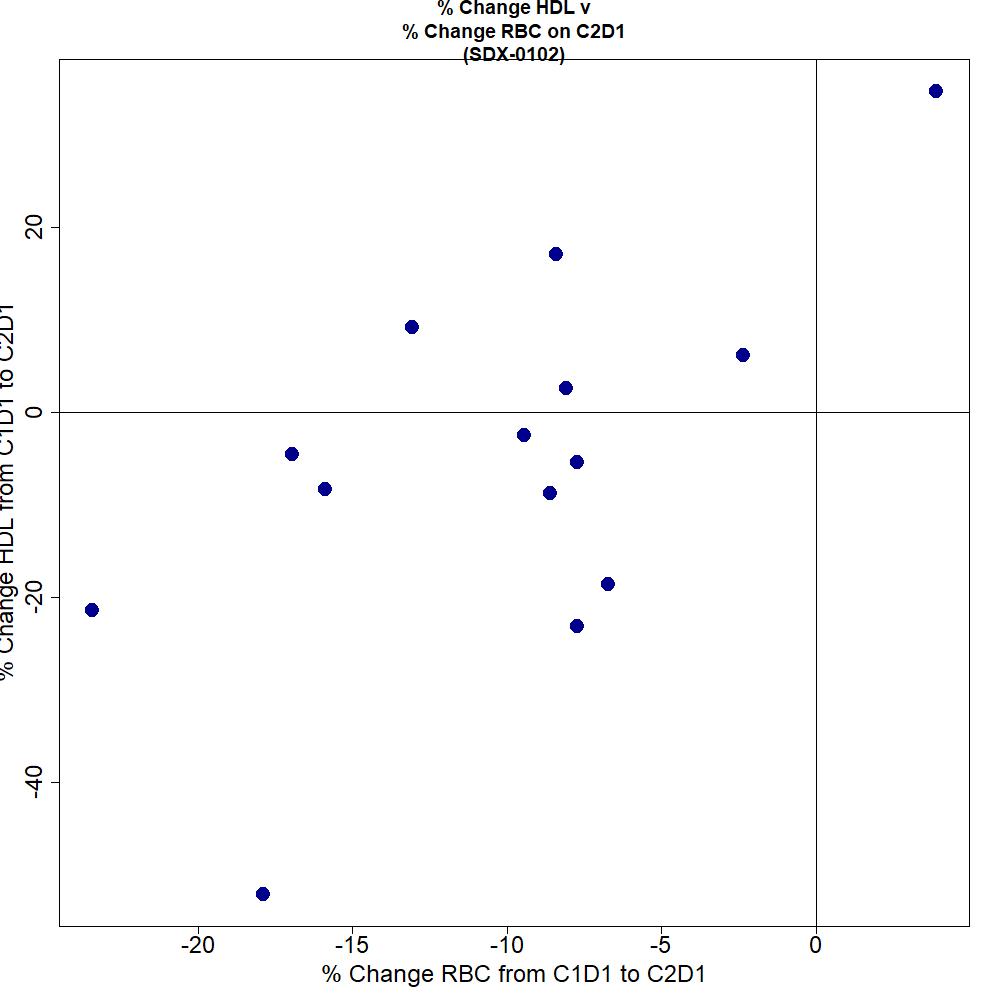 % Change HDL v
% Change RBC on C2D1
(SDX-0102)
% Change HDL from C1D1 to C2D1
20
0
-20
-40
-20
-15
-10
-5
0
% Change RBC from C1D1 to C2D1